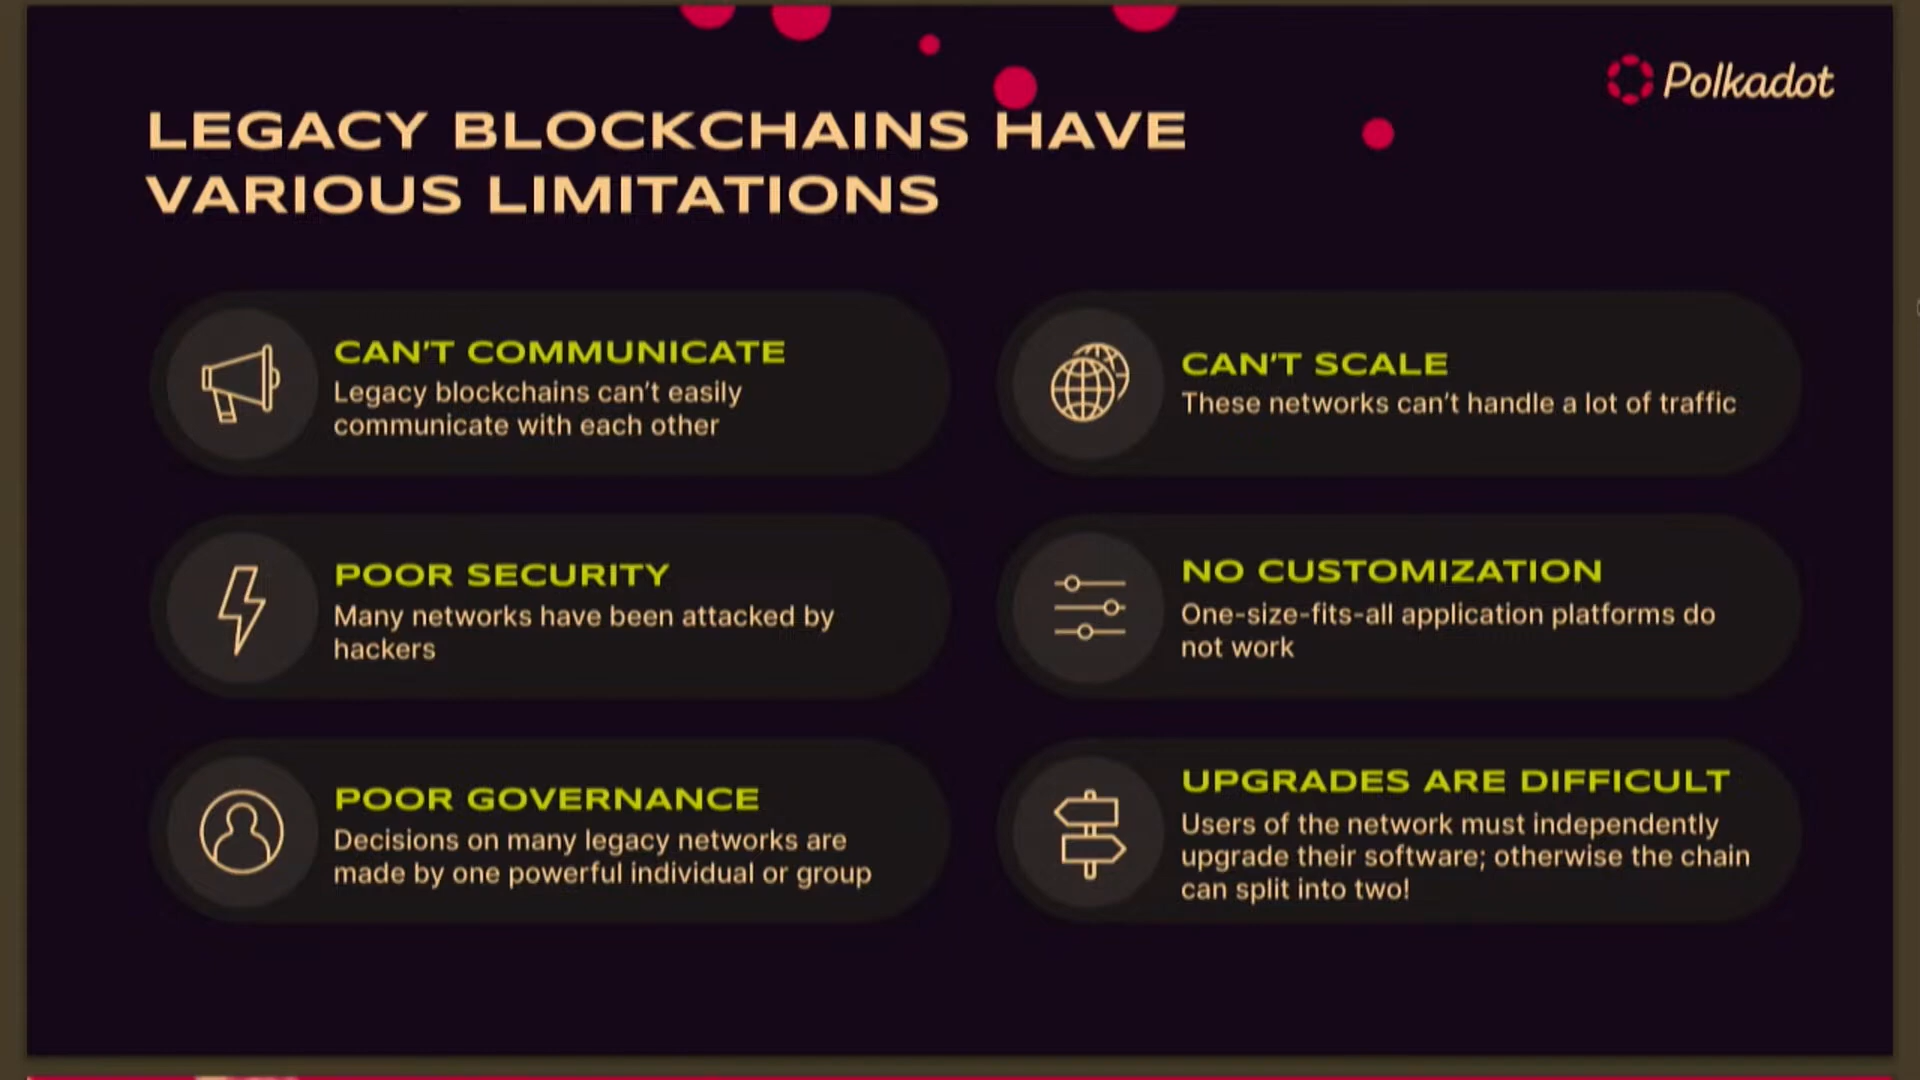 Polkadot
LEGACY BLOCKCHAINS HAVE
VARIOUS LIMITATIONS
CAN'T COMMUNICATE
Legacy blockchains can't easily
communicate with each other
CAN'T SCALE
These networks can't handle a lot of traffic
POOR SECURITY
Many networks have been attacked by
hackers
NO CUSTOMIZATION
One-size-fits-all application platforms do
not work
POOR GOVERNANCE
Decisions on many legacy networks are
made by one powerful individual or group
UPGRADES ARE DIFFICULT
Users of the network must independently
upgrade their software; otherwise the chain
can split into two!